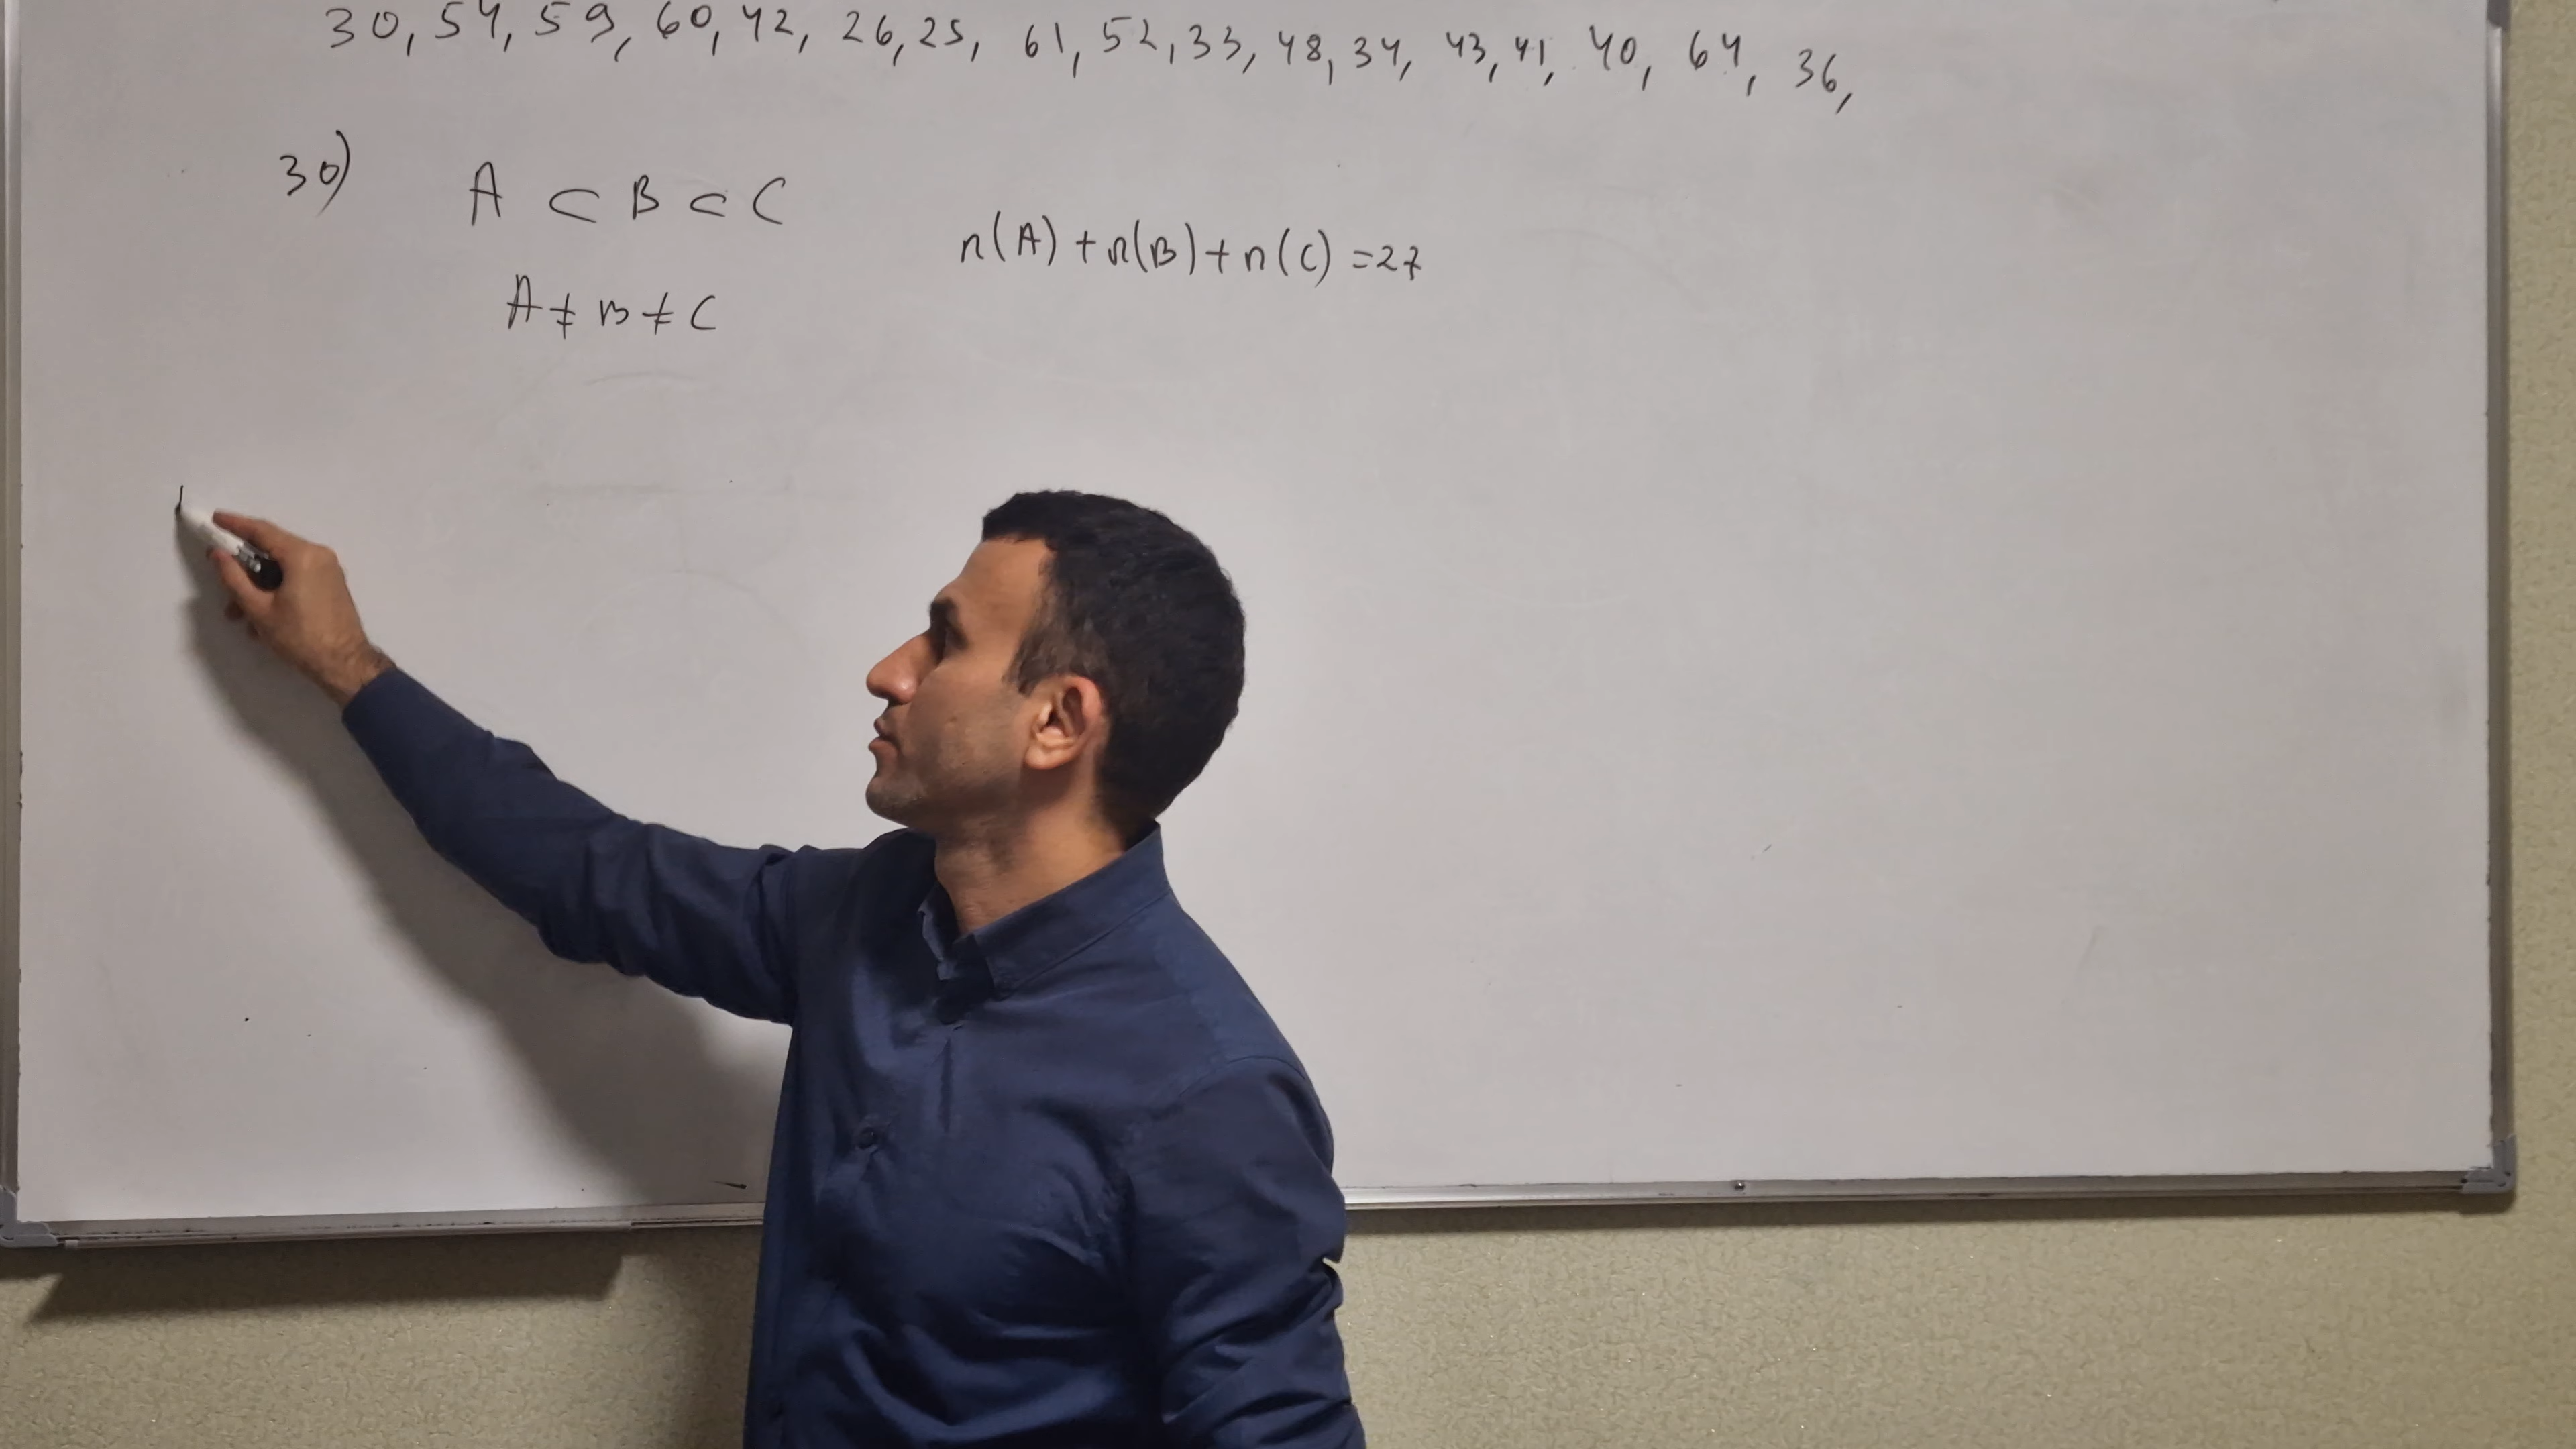 30, 54, 59, 60, 42, 26, 25, 61, 52, 33, 48, 34, 43, 41, 40, 64, 36,
30) A ⊂ B ⊂ C
n(A) + n(B) + n(C) = 27
A ≠ B ≠ C